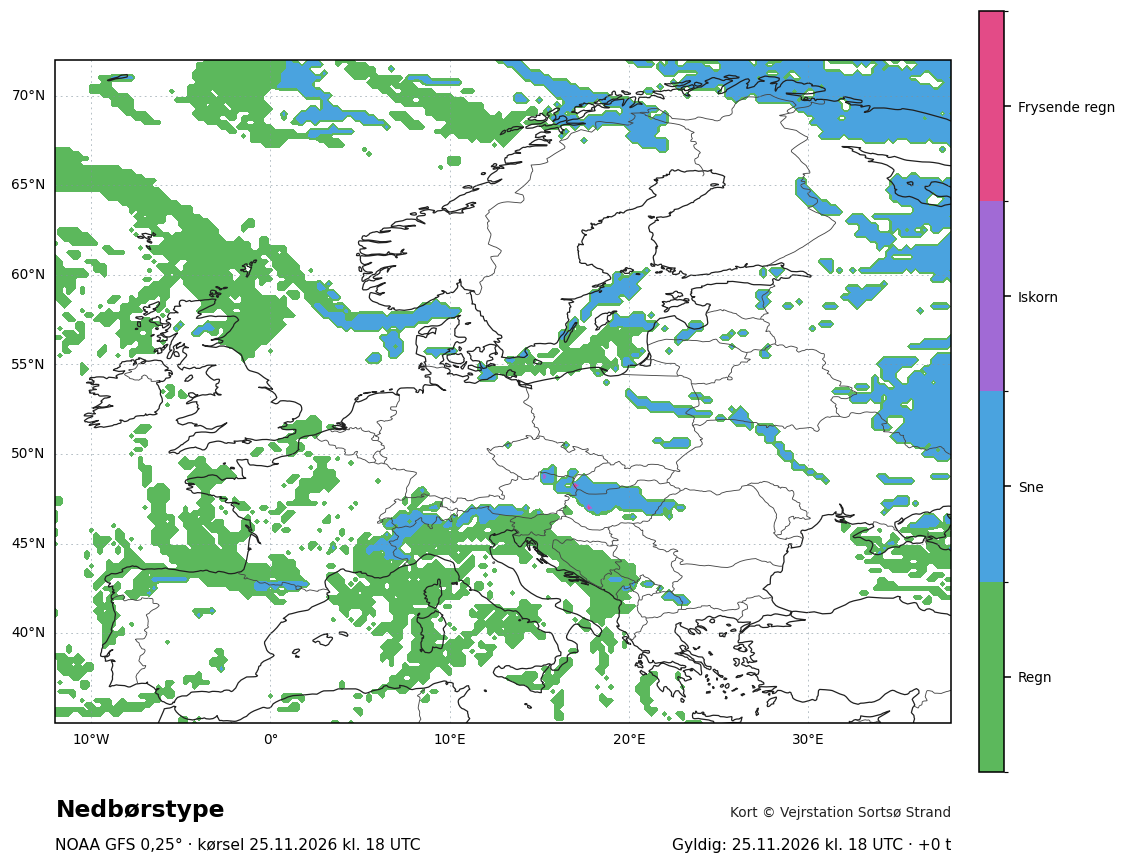 Frysende regn
Iskorn
Sne
Regn
70°N
65°N
60°N
55°N
50°N
45°N
40°N
10°W
0°
10°E
20°E
30°E
Nedbørstype
Kort © Vejrstation Sortsø Strand
NOAA GFS 0,25° · kørsel 25.11.2026 kl. 18 UTC
Gyldig: 25.11.2026 kl. 18 UTC · +0 t